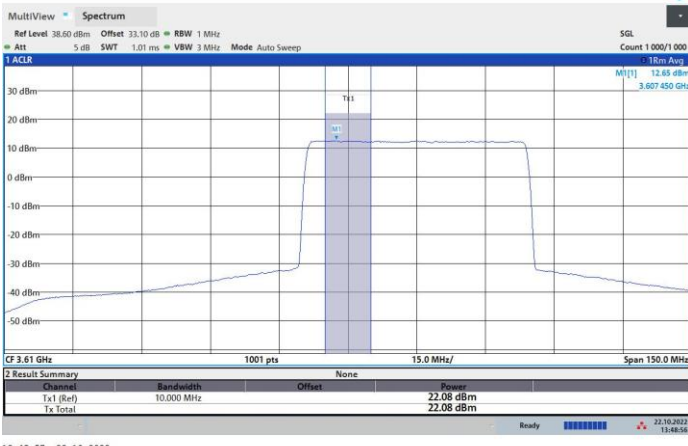 MultiView Spectrum
Ref Level 38.60 dBm Offset 33.10 dB RBW 1 MHz SGL
Att 5 dB SWT 1.01 ms VBW 3 MHz Mode Auto Sweep Count 1 000/1 000
1 ACLR 1Rm Avg
M1[1] 12.65 dBm
3.607 450 GHz
30 dBm
Tx1
20 dBm
M1
10 dBm
0 dBm
-10 dBm
-20 dBm
-30 dBm
-40 dBm
-50 dBm
CF 3.61 GHz 1001 pts 15.0 MHz/ Span 150.0 MHz
2 Result Summary None
Channel Bandwidth Offset Power
Tx1 (Ref) 10.000 MHz 22.08 dBm
Tx Total 22.08 dBm
Ready 22.10.2022
13:48:56